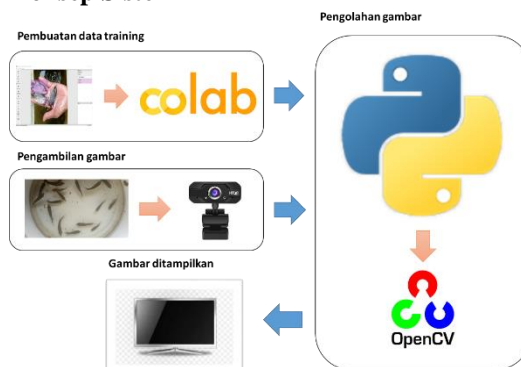 Pengolahan gambar
Pembuatan data training
colab
Pengambilan gambar
Gambar ditampilkan
OpenCV